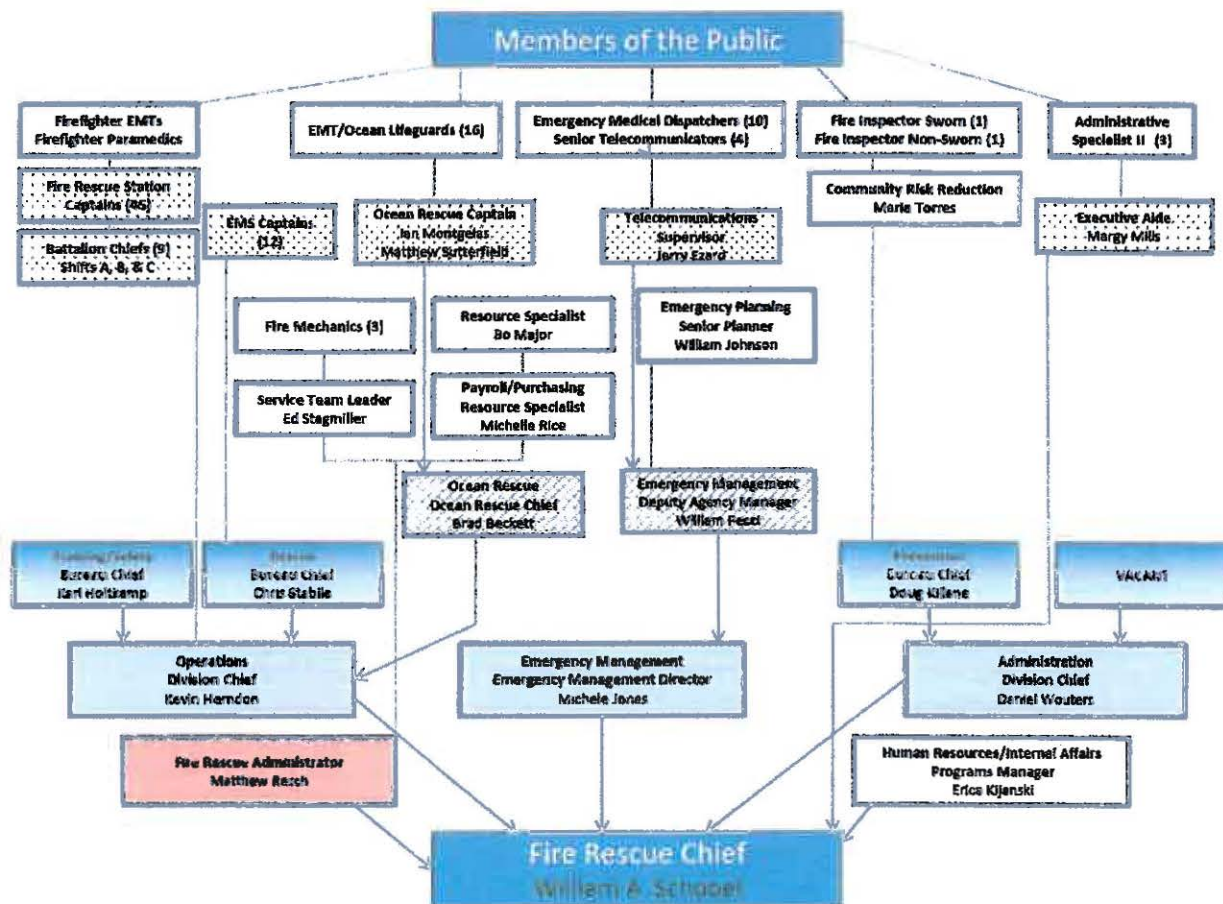 Members of the Public
Firefighter EMTs
Firefighter Paramedics
EMT/Ocean Lifeguards (16)
Emergency Medical Dispatchers (10)
Senior Telecommunicators (4)
Fire Inspector Sworn (1)
Fire Inspector Non-Sworn (1)
Administrative
Specialist II (3)
Fire Rescue Station
Captains
Battalion Chiefs (9)
Shifts A, B, & C
EMS Captains
(12)
Ocean Rescue Captain
Ian Montgelas
Matthew Sutterfield
Telecommunications
Supervisor
Jerry Ezard
Community Risk Reduction
Marie Torres
Executive Aide
Margy Mills
Fire Mechanics (3)
Resource Specialist
Bo Major
Emergency Planning
Senior Planner
William Johnson
Service Team Leader
Ed Stegmiller
Payroll/Purchasing
Resource Specialist
Michelle Rice
Ocean Rescue
Ocean Rescue Chief
Brad Beckett
Emergency Management
Deputy Agency Manager
Bureau Chief
Karl Holtkamp
Rescue
Bureau Chief
Chris Stabile
Prevention
Bureau Chief
Doug Killane
VACANT
Operations
Division Chief
Kevin Herndon
Emergency Management
Emergency Management Director
Michele Jones
Administration
Division Chief
Daniel Wouters
Fire Rescue Administrator
Matthew
Human Resources/Internal Affairs
Programs Manager
Erica Kijanski
Fire Rescue Chief
William A. Schobel